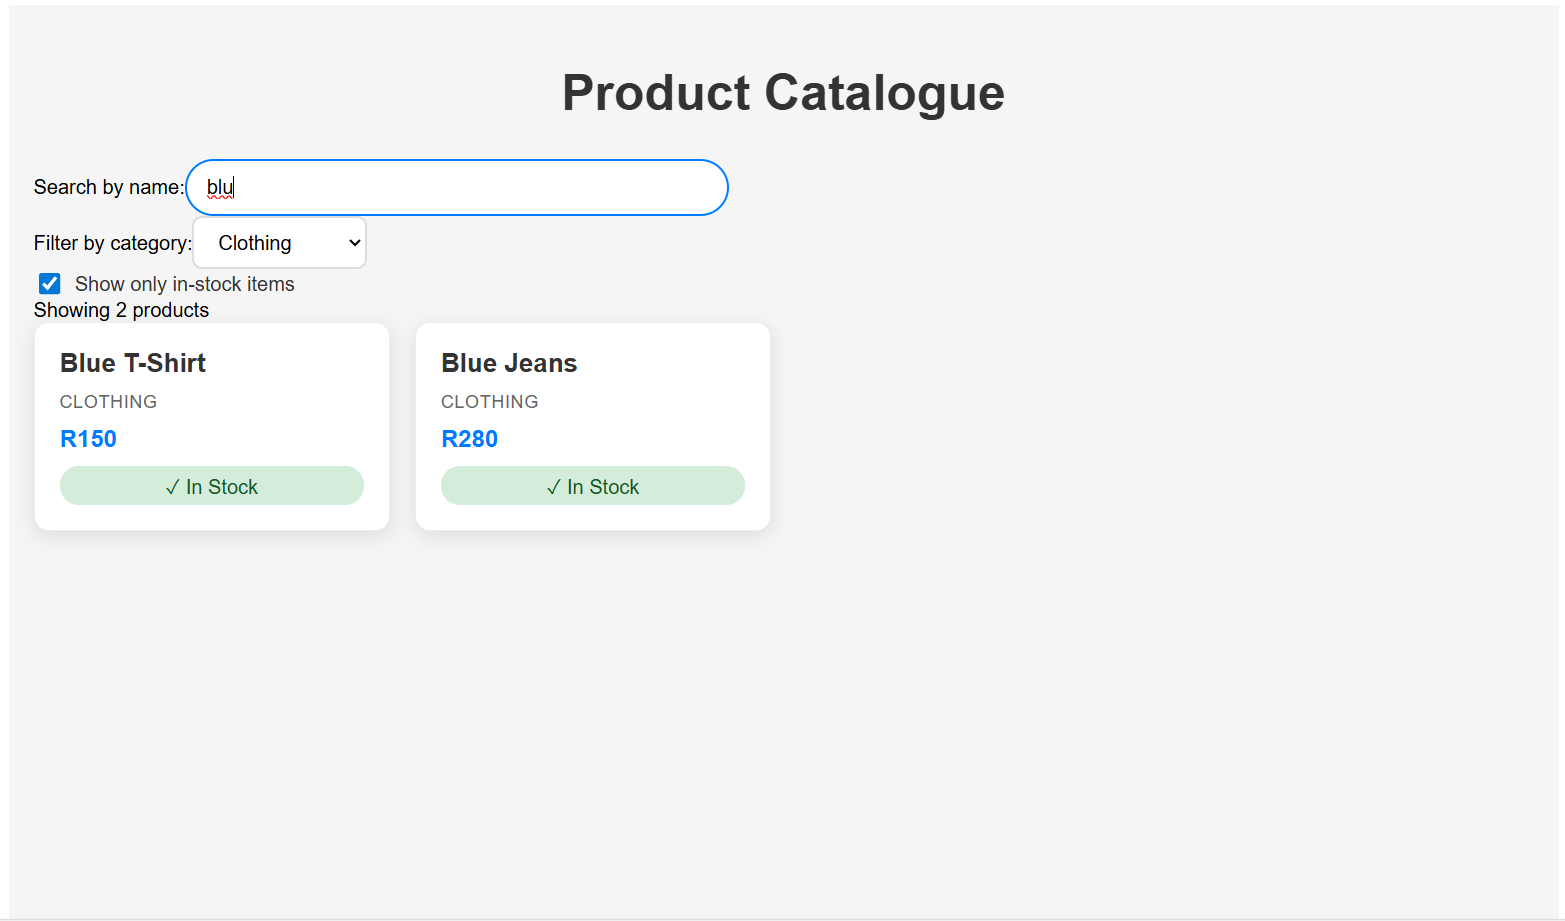 Product Catalogue
Search by name: blu
Filter by category: Clothing
Show only in-stock items
Showing 2 products
Blue T-Shirt
CLOTHING
R150
✓ In Stock
Blue Jeans
CLOTHING
R280
✓ In Stock